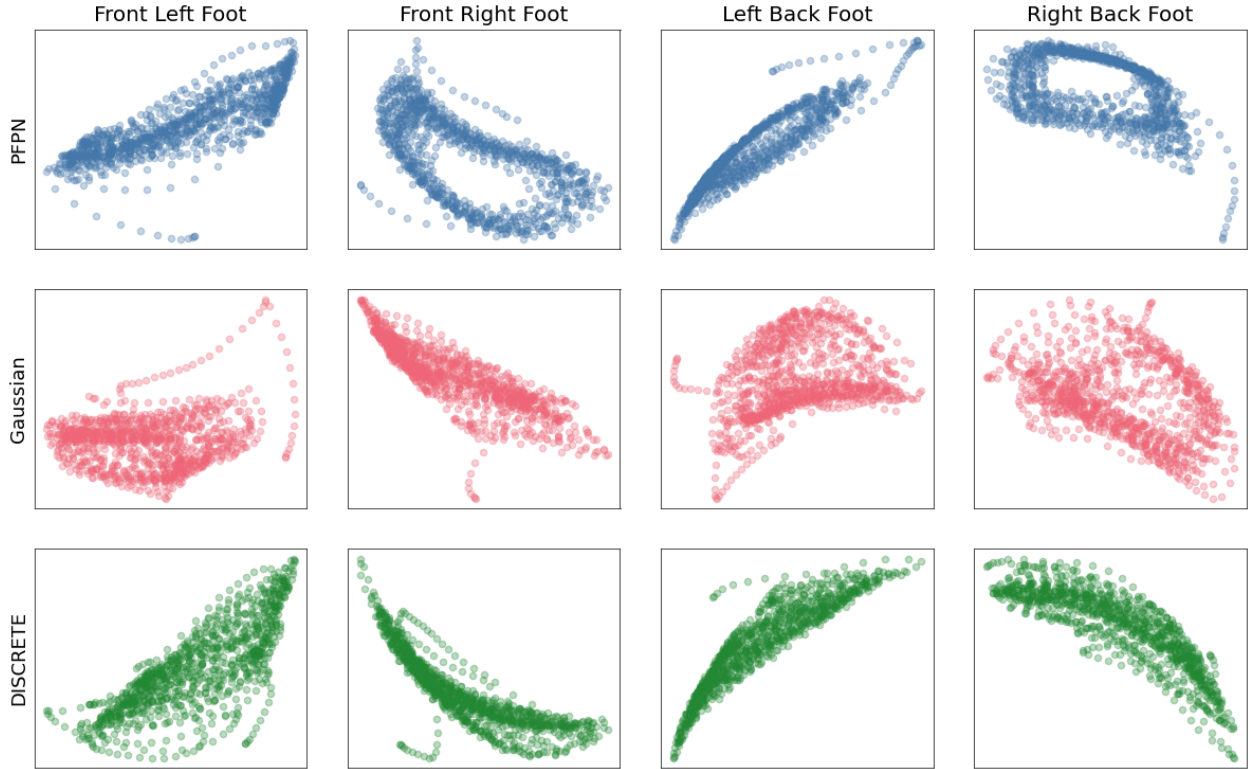 Front Left Foot Front Right Foot Left Back Foot Right Back Foot
PFPN
Gaussian
DISCRETE